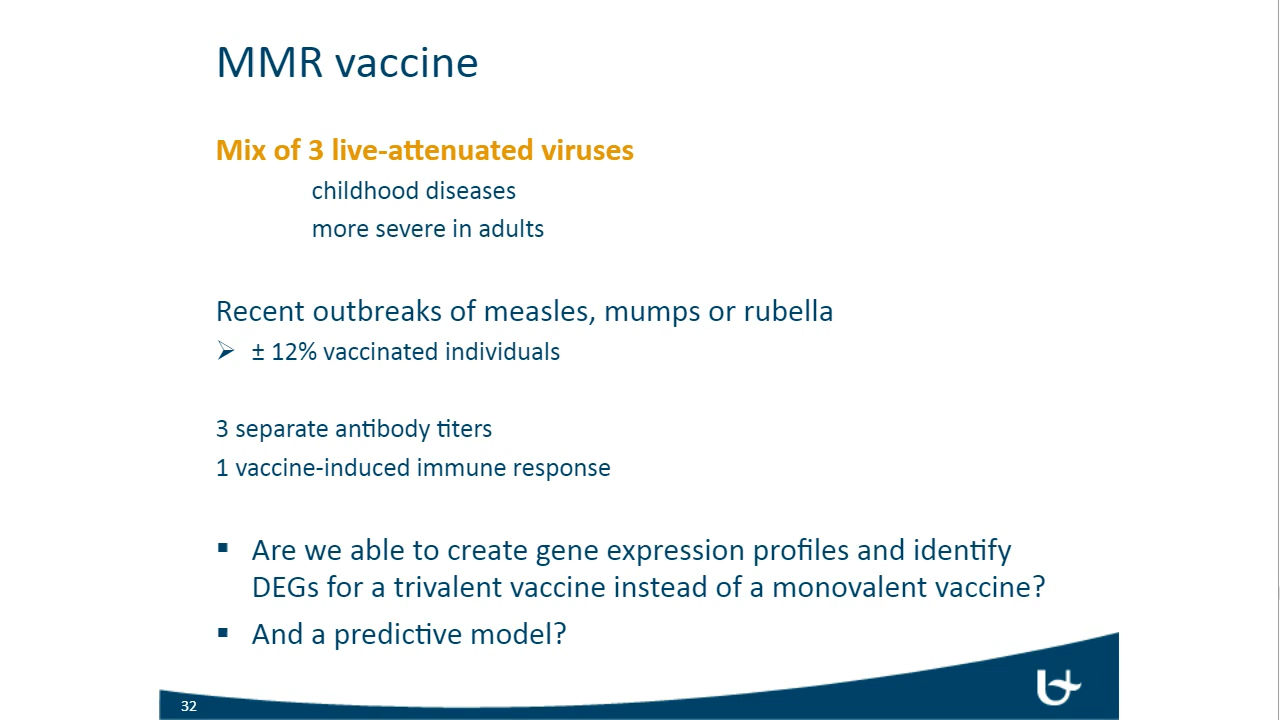 MMR vaccine
Mix of 3 live-attenuated viruses
childhood diseases
more severe in adults
Recent outbreaks of measles, mumps or rubella
➢ ± 12% vaccinated individuals
3 separate antibody titers
1 vaccine-induced immune response
▪ Are we able to create gene expression profiles and identify
DEGs for a trivalent vaccine instead of a monovalent vaccine?
▪ And a predictive model?
32